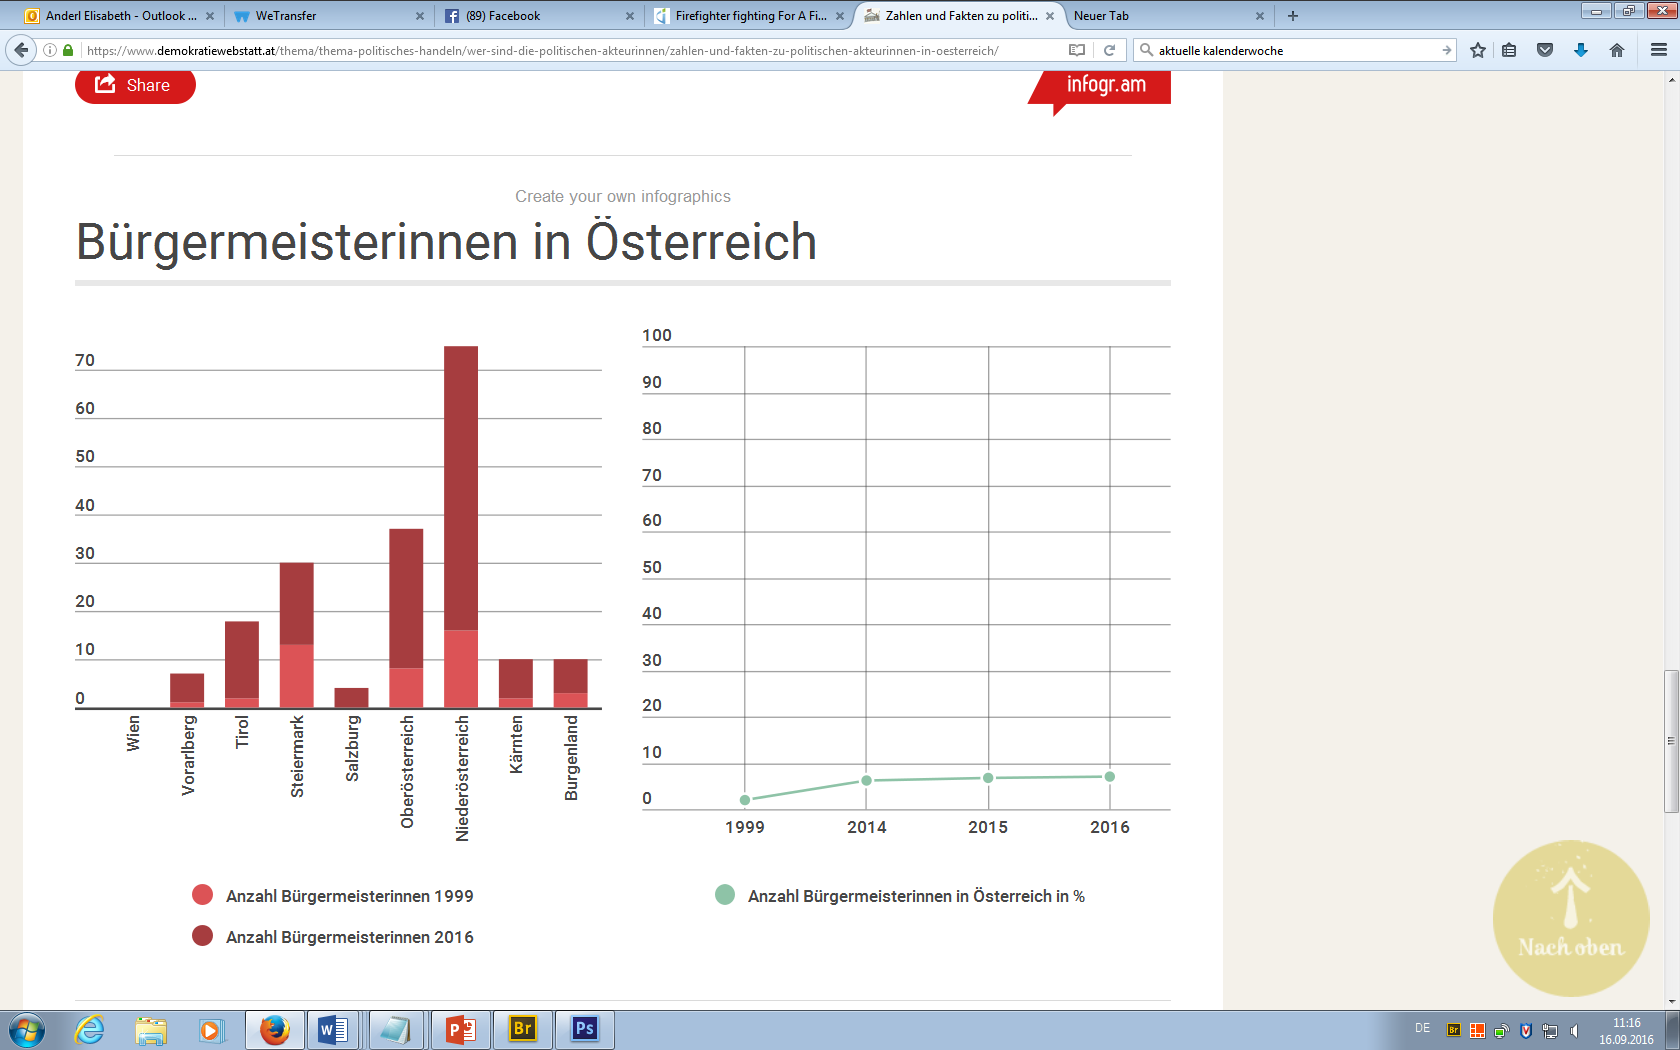 Anderl Elisabeth - Outlook ...
WeTransfer
(89) Facebook
Firefighter fighting For A Fi...
Zahlen und Fakten zu politi...
Neuer Tab
https://www.demokratiewebstatt.at/thema/thema-politisches-handeln/wer-sind-die-politischen-akteurinnen/zahlen-und-fakten-zu-politischen-akteurinnen-in-oesterreich/
aktuelle kalenderwoche
Share
infogr.am
Create your own infographics
Bürgermeisterinnen in Österreich
70
60
50
40
30
20
10
0
Wien
Vorarlberg
Tirol
Steiermark
Salzburg
Oberösterreich
Niederösterreich
Kärnten
Burgenland
Anzahl Bürgermeisterinnen 1999
Anzahl Bürgermeisterinnen 2016
100
90
80
70
60
50
40
30
20
10
0
1999 2014 2015 2016
Anzahl Bürgermeisterinnen in Österreich in %
Nach oben
W
P
Br
Ps
DE
Br
11:16
16.09.2016